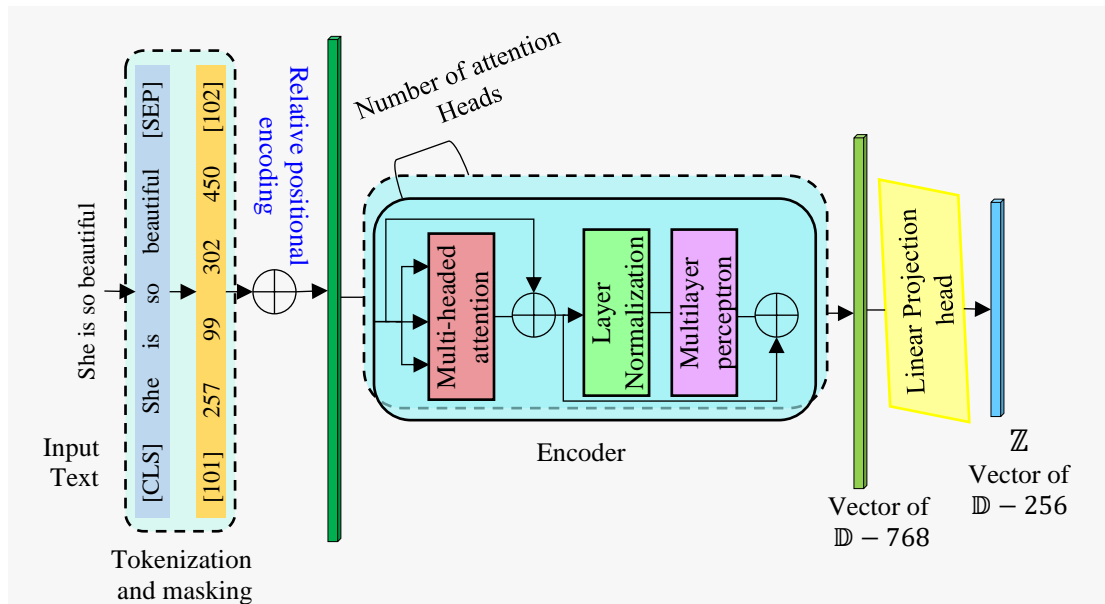 She is so beautiful
Input
Text
[CLS] She is so beautiful [SEP]
[101] 257 99 302 450 [102]
Tokenization
and masking
Relative positional
encoding
Number of attention
Heads
Multi-headed
attention
Layer
Normalization
Multilayer
perceptron
Encoder
Vector of
𝔻 − 768
Linear Projection
head
ℤ
Vector of
𝔻 − 256